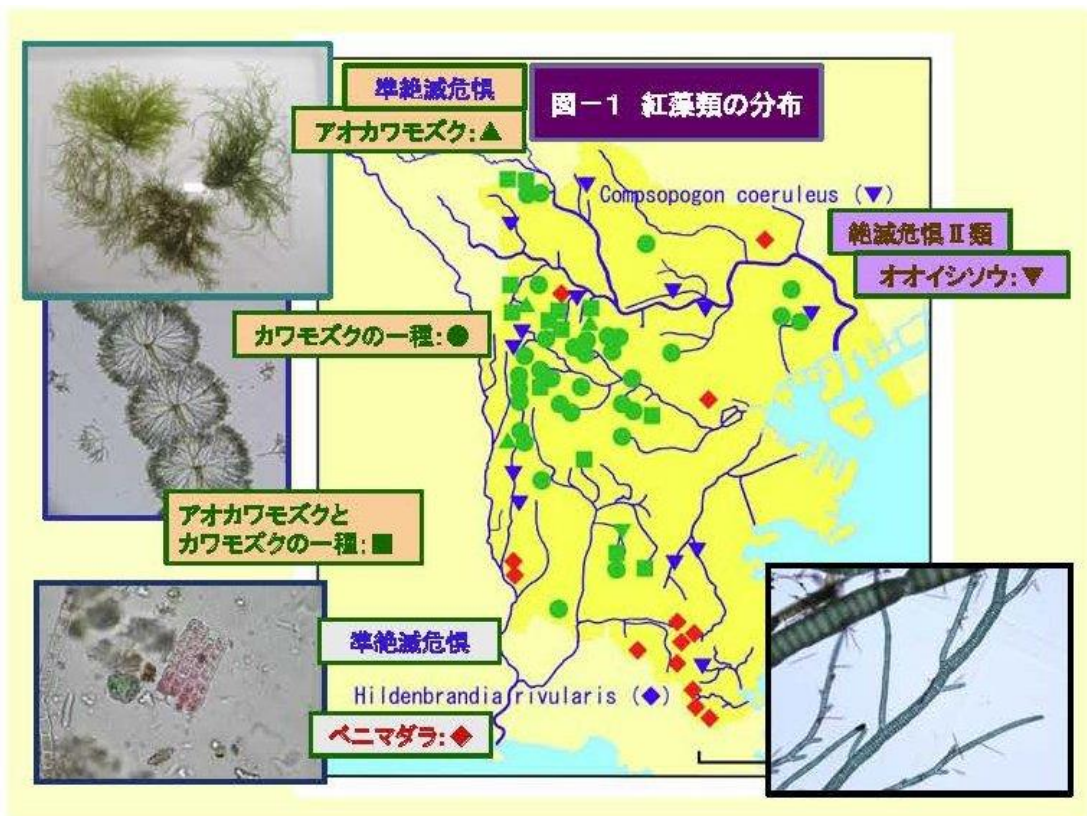 準絶滅危惧
アオカワモズク:▲
図-1 紅藻類の分布
Compsopogon coeruleus (▼)
絶滅危惧Ⅱ類
オオイシソウ:▼
カワモズクの一種:●
アオカワモズクと
カワモズクの一種:■
準絶滅危惧
Hildenbrandia rivularis (◆)
ベニマダラ:◆